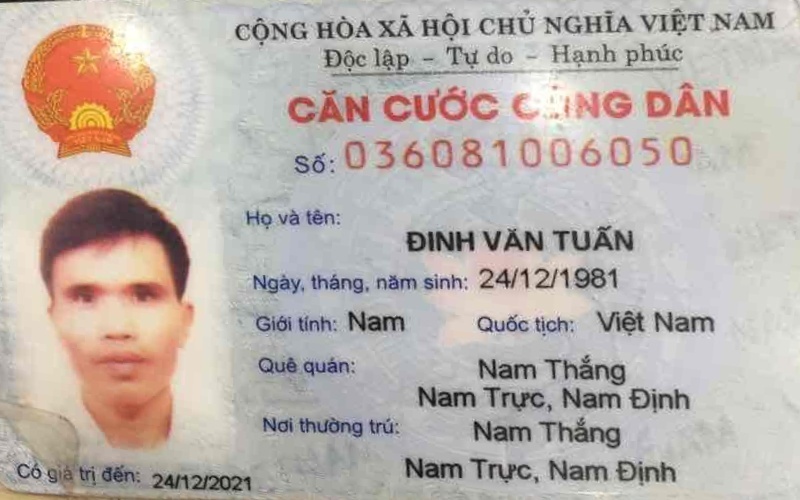 CỘNG HÒA XÃ HỘI CHỦ NGHĨA VIỆT NAM
Độc lập – Tự do – Hạnh phúc
CĂN CƯỚC CÔNG DÂN
Số: 036081006050
Họ và tên:
ĐINH VĂN TUẤN
Ngày, tháng, năm sinh: 24/12/1981
Giới tính: Nam Quốc tịch: Việt Nam
Quê quán: Nam Thắng
Nam Trực, Nam Định
Nơi thường trú: Nam Thắng
Nam Trực, Nam Định
Có giá trị đến: 24/12/2021